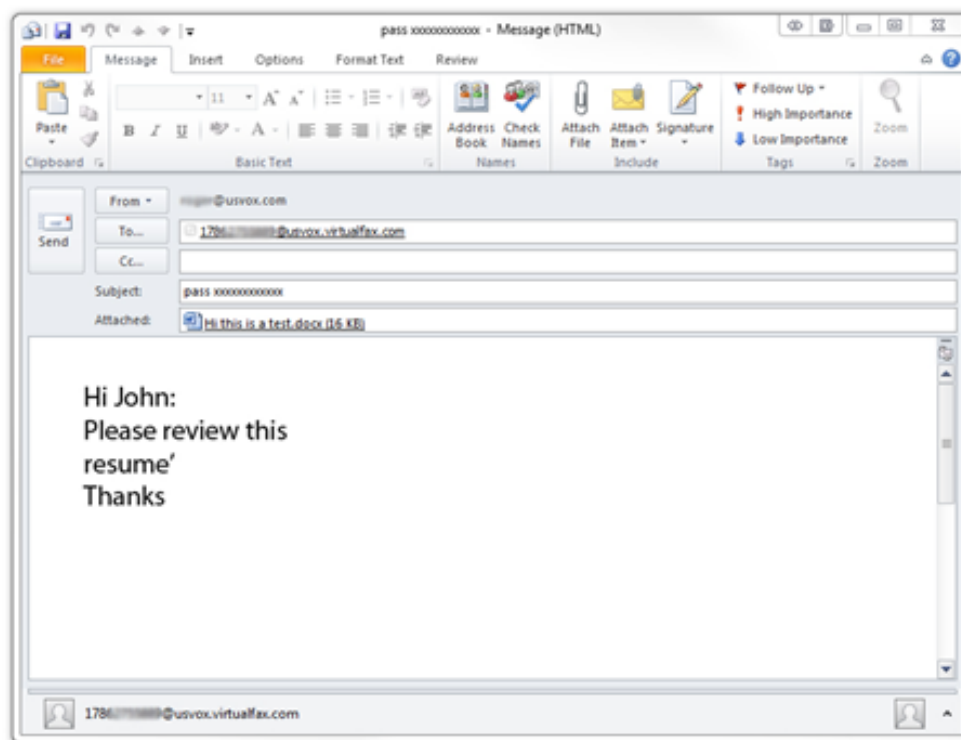 pass xxxxxxxxxxxx - Message (HTML)
File Message Insert Options Format Text Review
Paste
Clipboard
11
B I U
Basic Text
Address Book
Check Names
Names
Attach File
Attach Item
Signature
Include
Follow Up
High Importance
Low Importance
Tags
Zoom
Zoom
Send
From @usvox.com
To... 1786 @usvox.virtualfax.com
Cc...
Subject: pass xxxxxxxxxxxx
Attached: Hi this is a test.docx (16 KB)
Hi John:
Please review this
resume’
Thanks
1786 @usvox.virtualfax.com